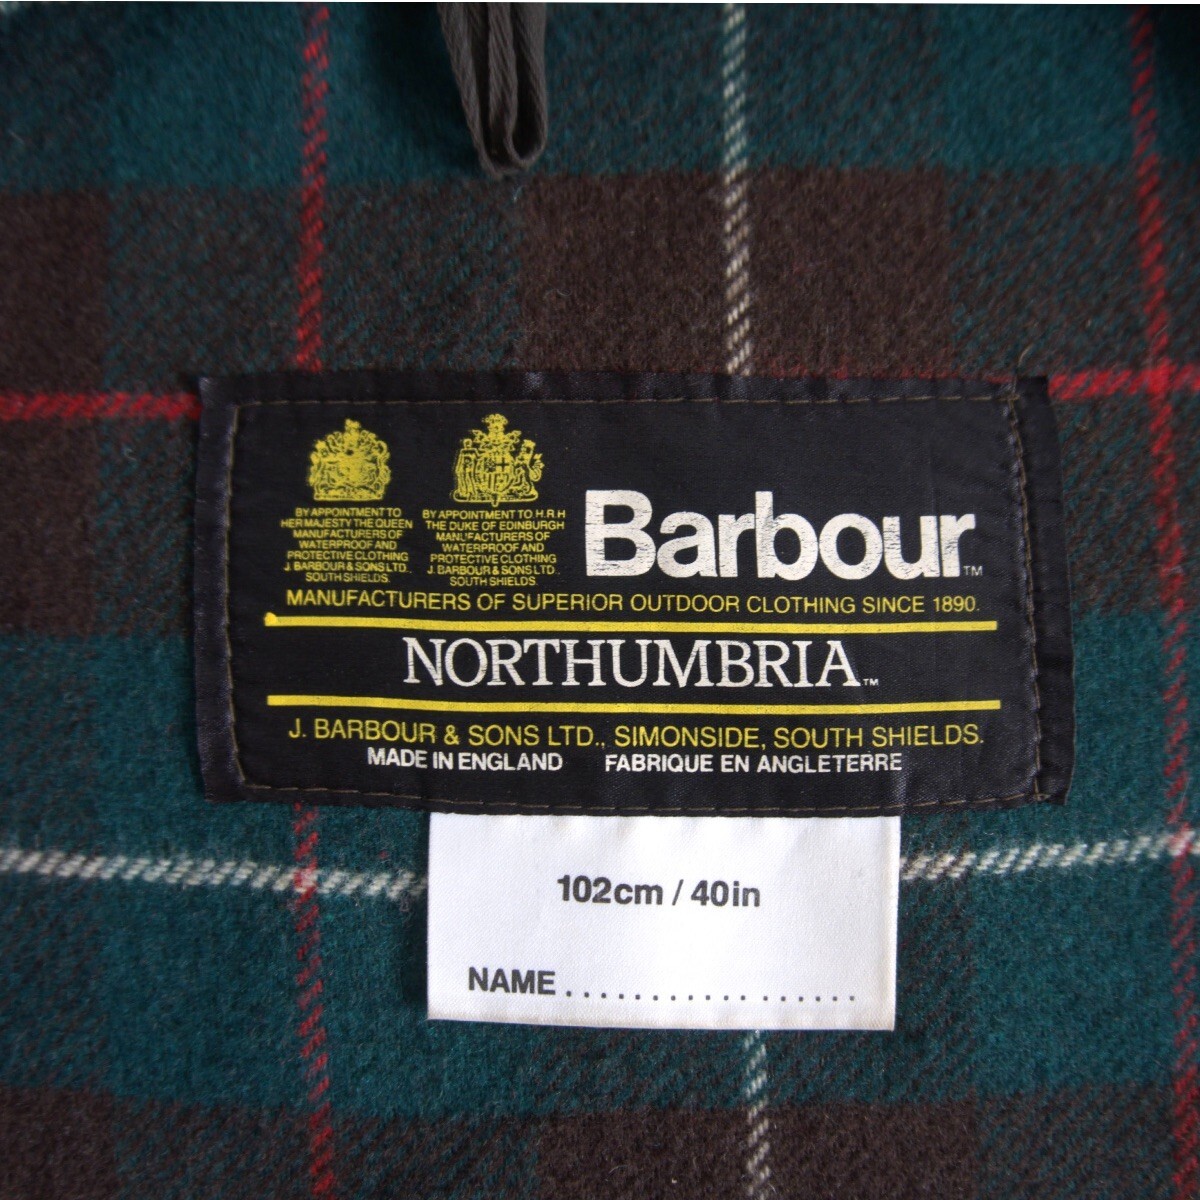 BY APPOINTMENT TO
HER MAJESTY THE QUEEN
MANUFACTURERS OF
WATERPROOF AND
PROTECTIVE CLOTHING
J. BARBOUR & SONS LTD.,
SOUTH SHIELDS.
BY APPOINTMENT TO H.R.H
THE DUKE OF EDINBURGH
MANUFACTURERS OF
WATERPROOF AND
PROTECTIVE CLOTHING
J. BARBOUR & SONS LTD.,
SOUTH SHIELDS.
Barbour™
MANUFACTURERS OF SUPERIOR OUTDOOR CLOTHING SINCE 1890.
NORTHUMBRIA™
J. BARBOUR & SONS LTD., SIMONSIDE, SOUTH SHIELDS.
MADE IN ENGLAND FABRIQUE EN ANGLETERRE
102cm / 40in
NAME..................